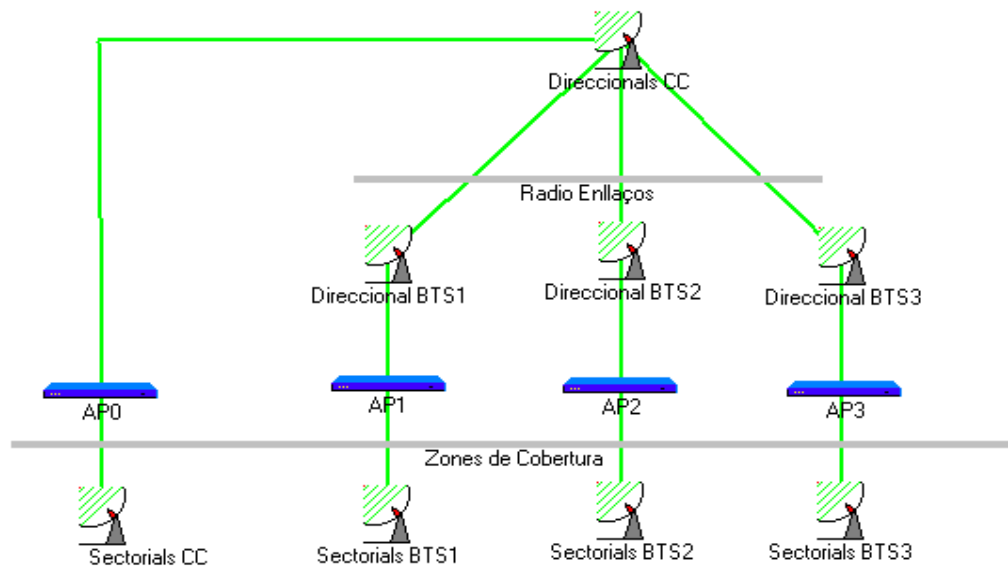 Direccionals CC
Radio Enllaços
Direccional BTS1
Direccional BTS2
Direccional BTS3
AP0
AP1
AP2
AP3
Zones de Cobertura
Sectorials CC
Sectorials BTS1
Sectorials BTS2
Sectorials BTS3